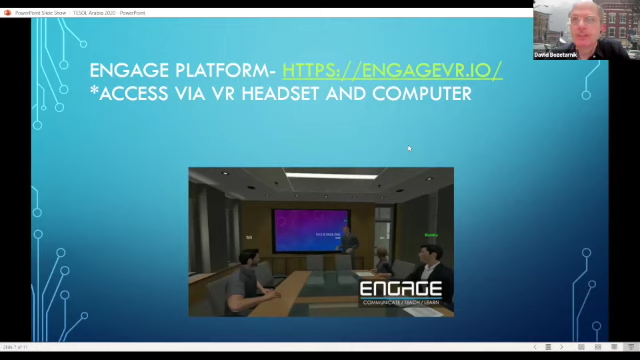 PowerPoint Slide Show - TESOL Arabia 2020 - PowerPoint
David Bezetarnik
ENGAGE PLATFORM- HTTPS://ENGAGEVR.IO/
*ACCESS VIA VR HEADSET AND COMPUTER
ENGAGE
COMMUNICATE / TEACH / LEARN